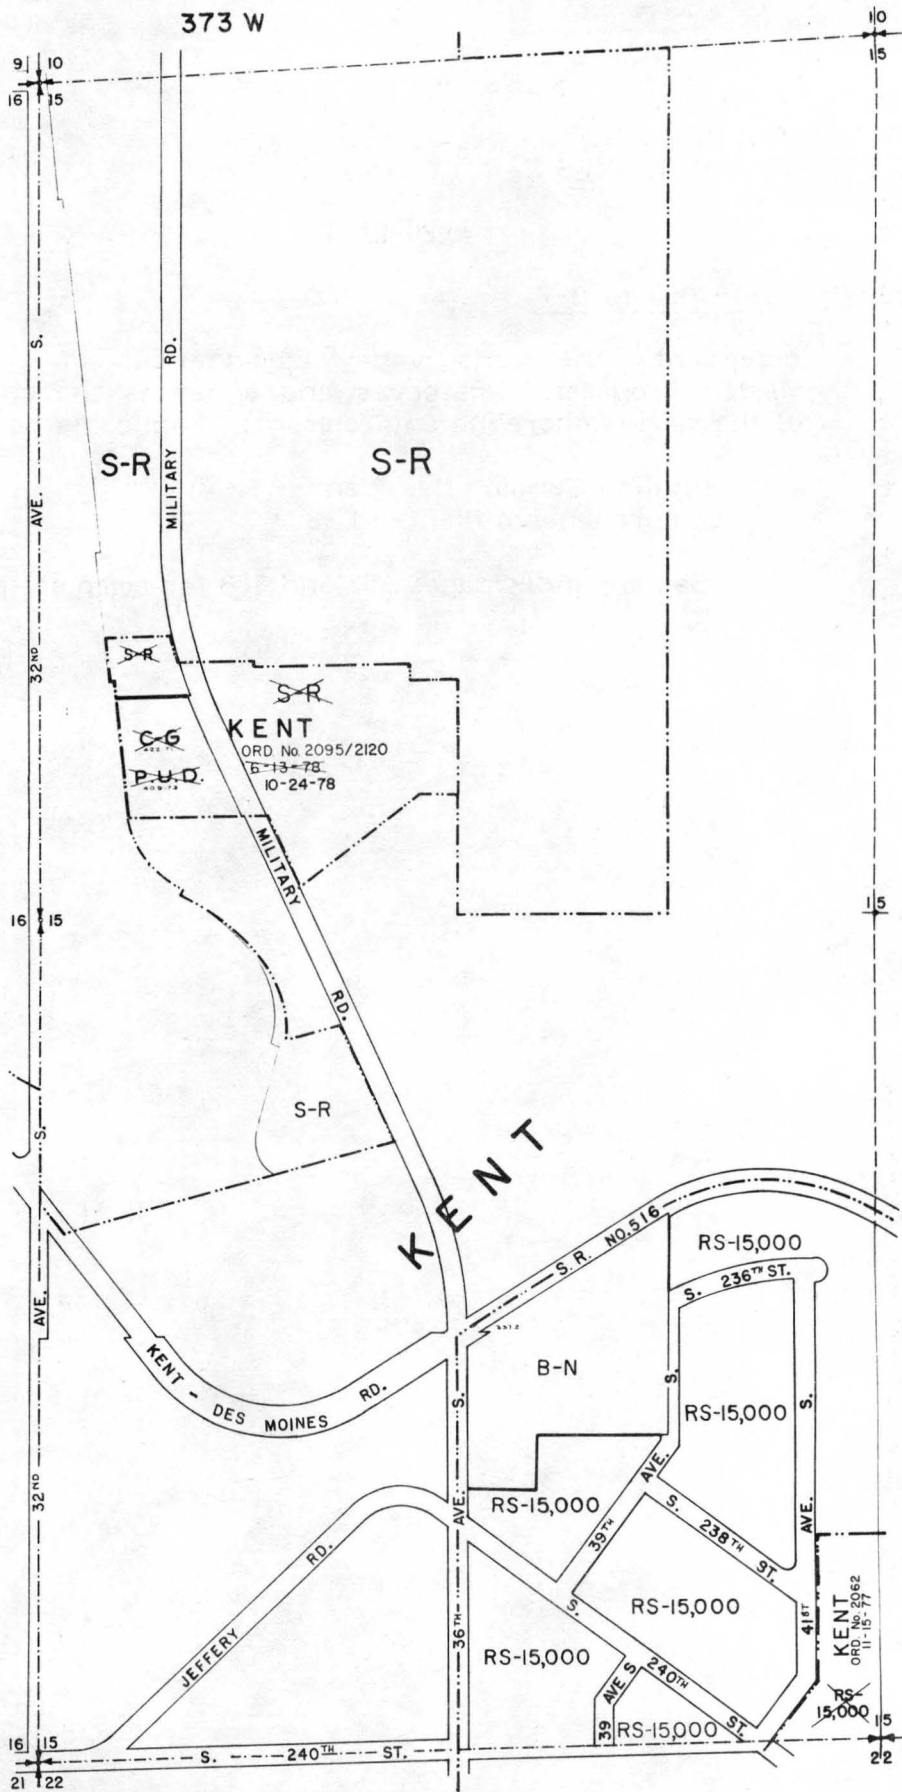 373 W
10
15
9 10
16 15
32ND AVE. S.
MILITARY RD.
S-R
S-R
S-R
S-R
C-G
P.U.D.
KENT
ORD. No. 2095/2120
6-13-78
10-24-78
MILITARY RD.
16 15
15
S-R
KENT
S.
AVE.
32ND
S.R. NO. 516
RS-15,000
S. 236TH ST.
B-N
S.
RS-15,000
S.
KENT - DES MOINES RD.
S.
AVE.
36TH
RS-15,000
39TH AVE.
S. 238TH ST.
AVE.
41ST
JEFFERY RD.
RS-15,000
S. 240TH ST.
RS-15,000
39 AVE S
RS-15,000
KENT
ORD. No. 2062
11-15-77
RS-
15,000
16 15
21 22
S. 240TH ST.
15
22